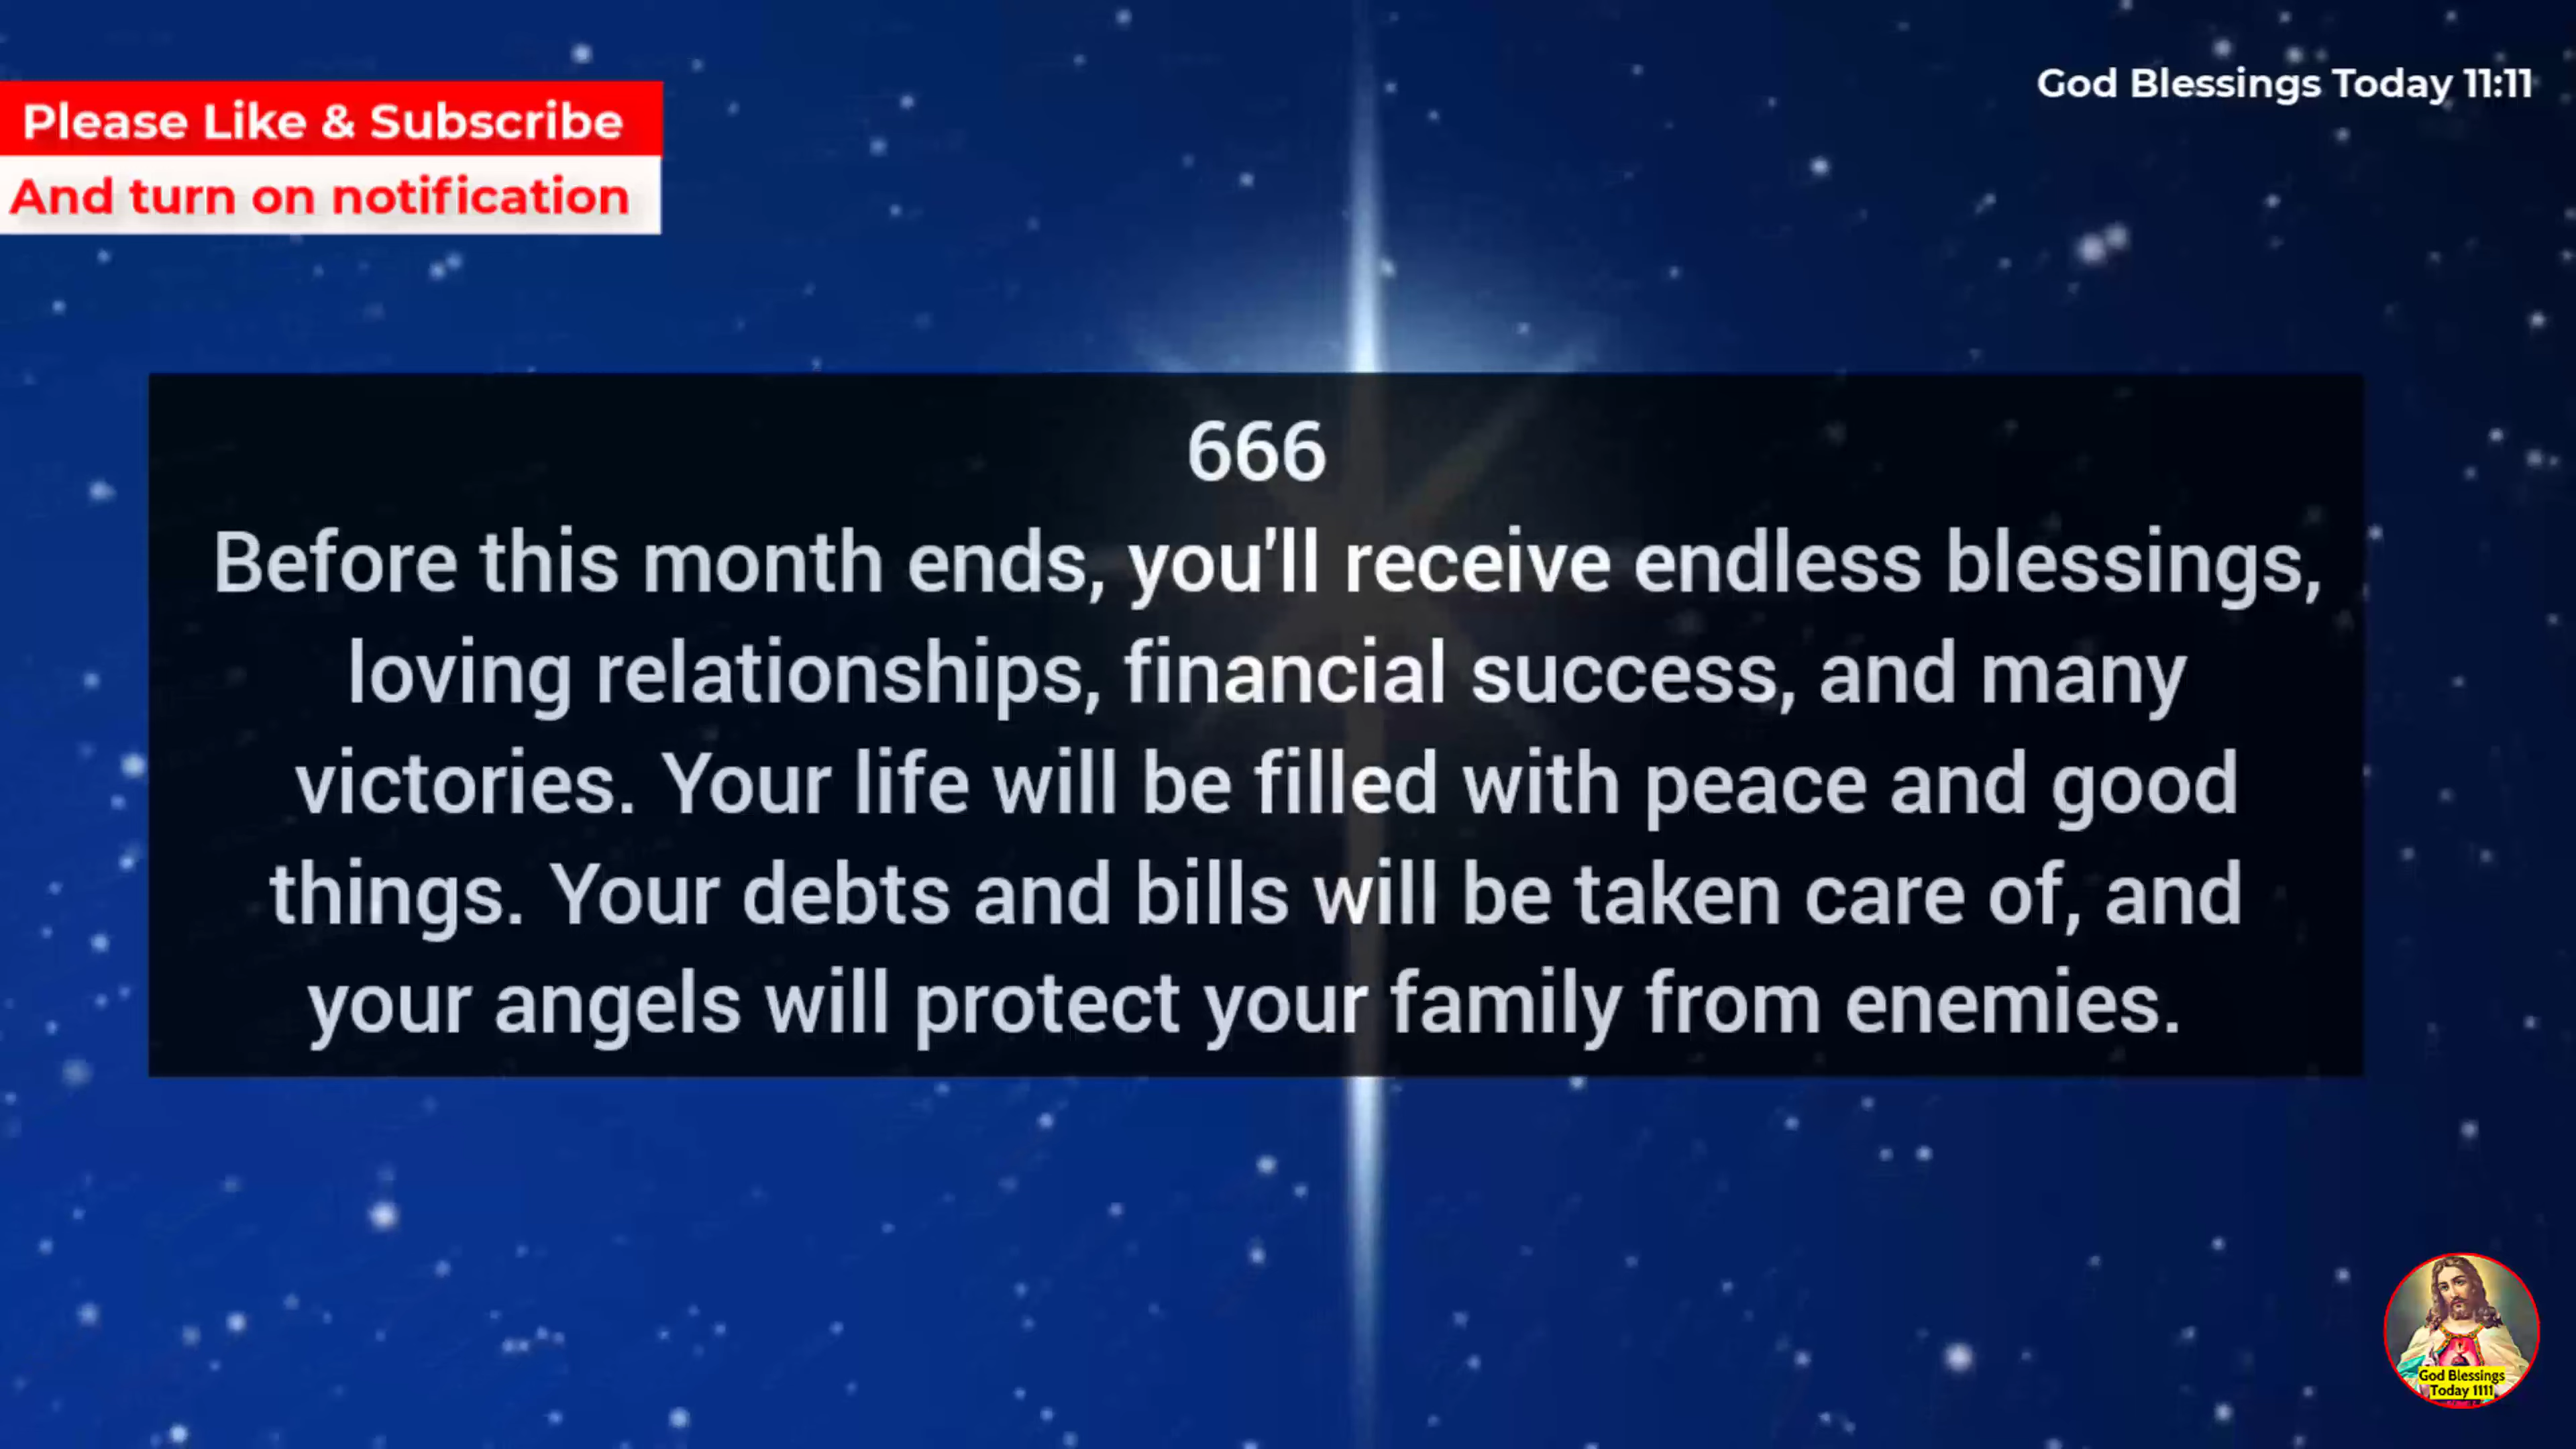 Please Like & Subscribe
And turn on notification
God Blessings Today 11:11
666
Before this month ends, you'll receive endless blessings,
loving relationships, financial success, and many
victories. Your life will be filled with peace and good
things. Your debts and bills will be taken care of, and
your angels will protect your family from enemies.
God Blessings
Today 1111